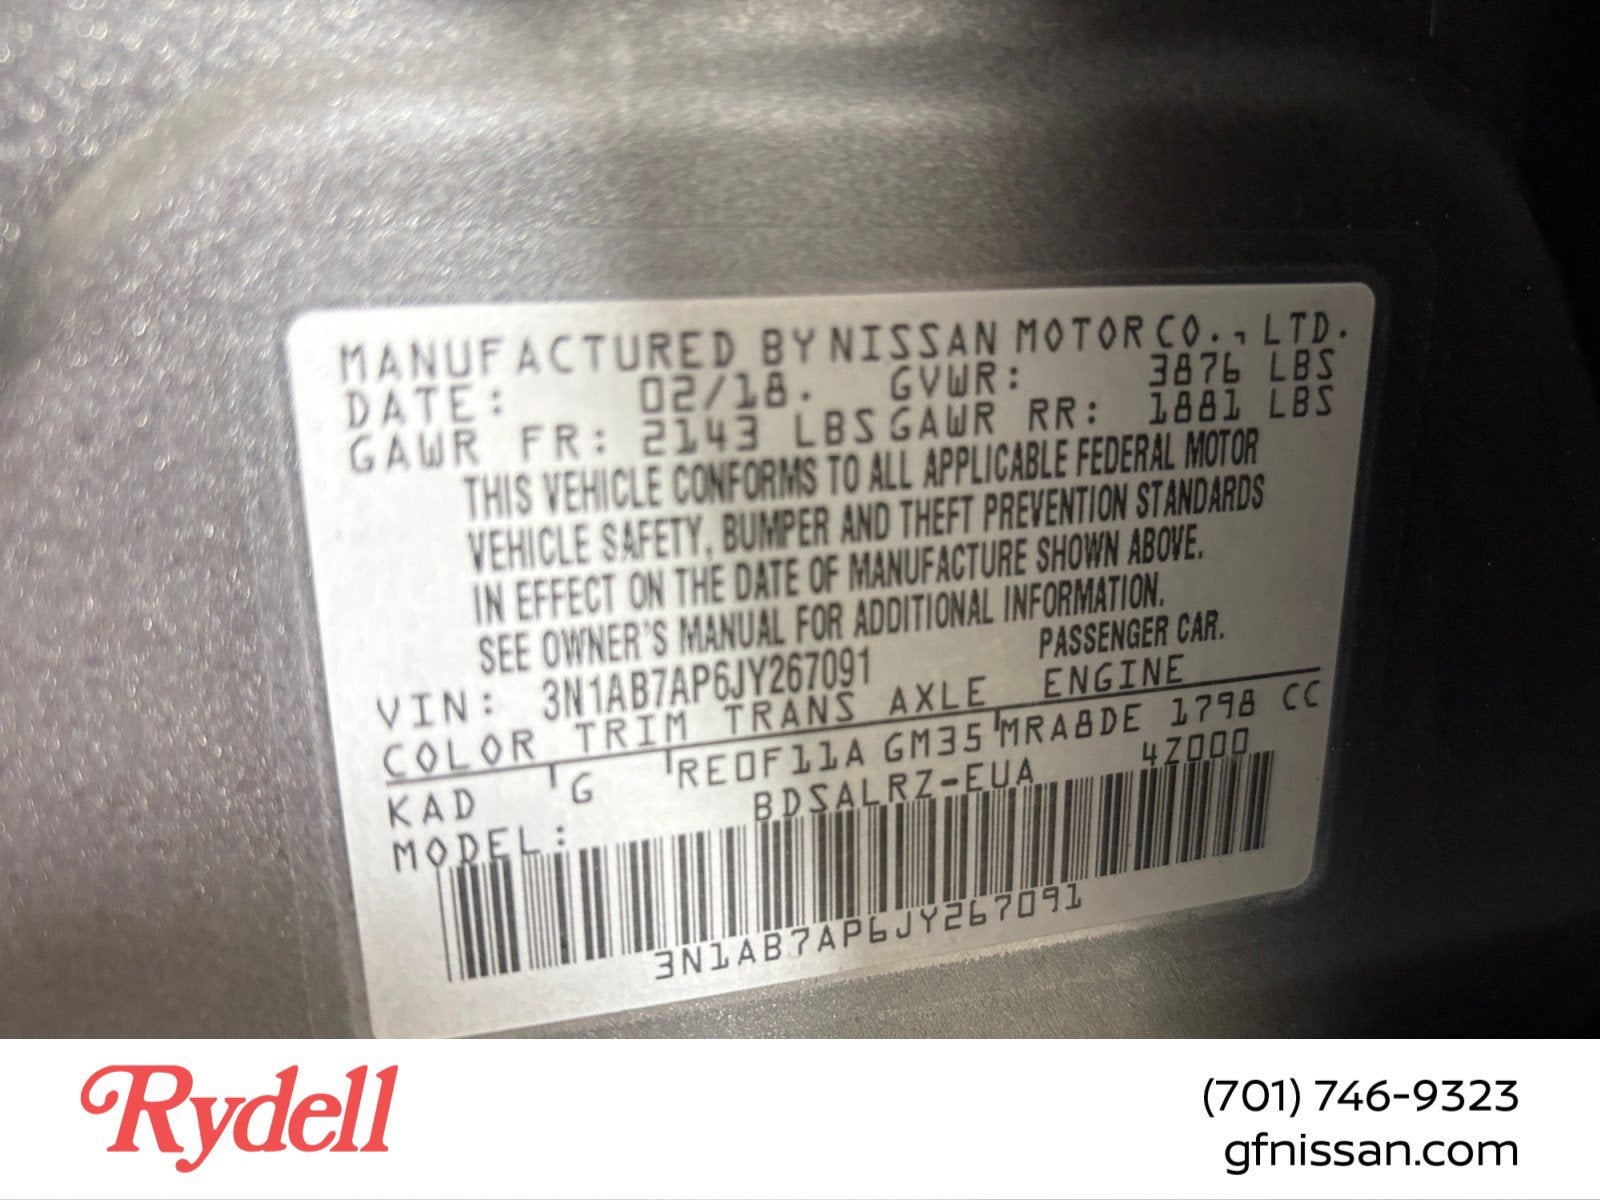 MANUFACTURED BY NISSAN MOTOR CO., LTD.
DATE: 02/18. GVWR: 3876 LBS
GAWR FR: 2143 LBS GAWR RR: 1881 LBS
THIS VEHICLE CONFORMS TO ALL APPLICABLE FEDERAL MOTOR
VEHICLE SAFETY, BUMPER AND THEFT PREVENTION STANDARDS
IN EFFECT ON THE DATE OF MANUFACTURE SHOWN ABOVE.
SEE OWNER'S MANUAL FOR ADDITIONAL INFORMATION.
VIN: 3N1AB7AP6JY267091 PASSENGER CAR.
COLOR TRIM TRANS AXLE ENGINE
KAD G RE0F11A GM35 MRA8DE 1798 CC
MODEL: BDSALRZ-EUA 4Z000
3N1AB7AP6JY267091
Rydell
(701) 746-9323
gfnissan.com